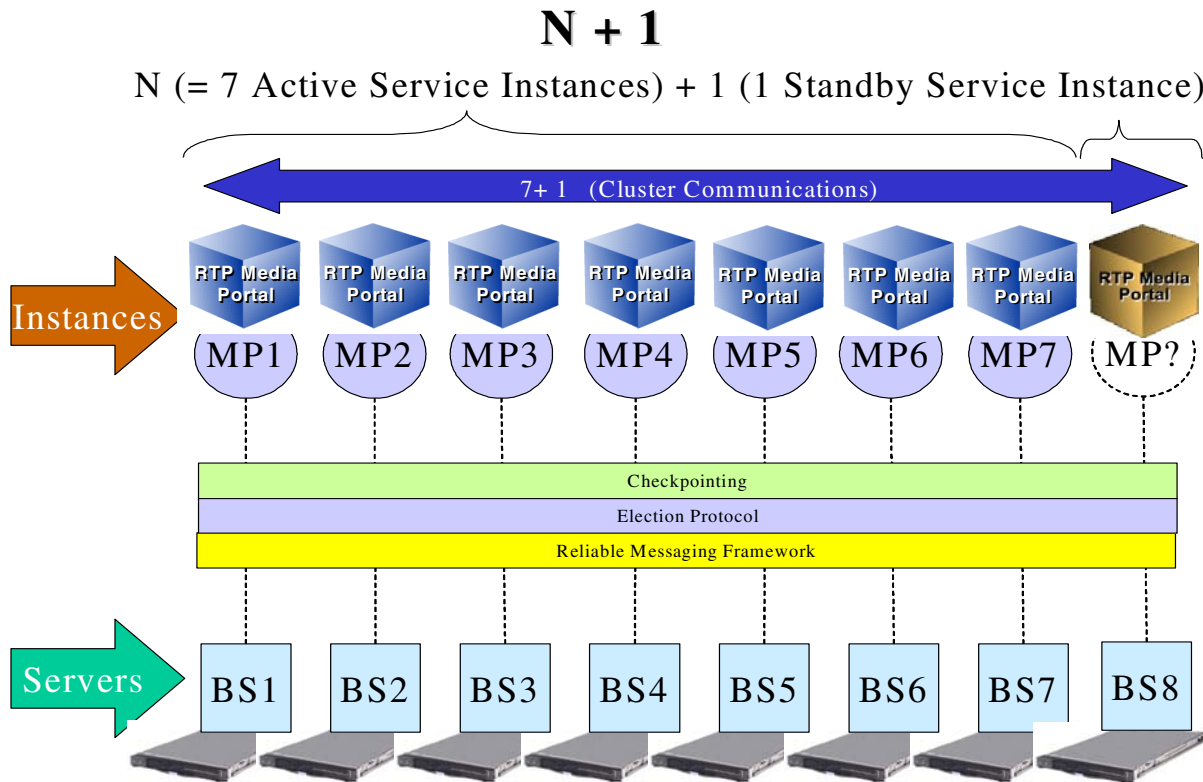 N + 1
N (= 7 Active Service Instances) + 1 (1 Standby Service Instance)
7+ 1 (Cluster Communications)
RTP Media Portal
RTP Media Portal
RTP Media Portal
RTP Media Portal
RTP Media Portal
RTP Media Portal
RTP Media Portal
RTP Media Portal
Instances
MP1 MP2 MP3 MP4 MP5 MP6 MP7 MP?
Checkpointing
Election Protocol
Reliable Messaging Framework
Servers
BS1 BS2 BS3 BS4 BS5 BS6 BS7 BS8